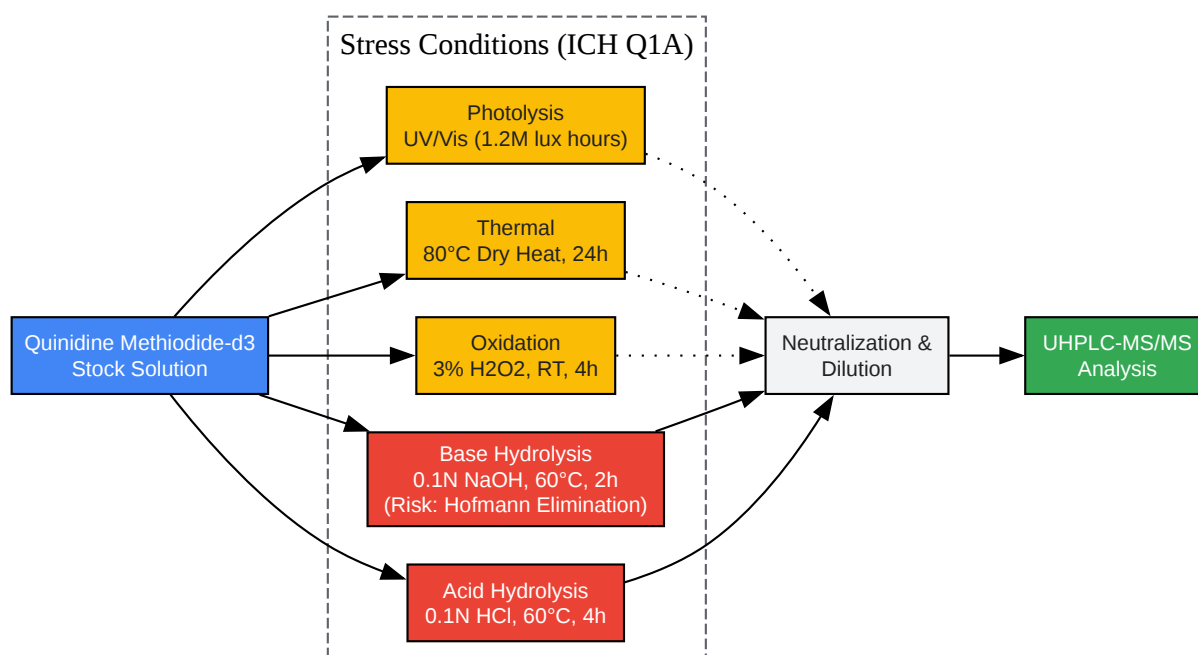 Stress Conditions (ICH Q1A)
Photolysis
UV/Vis (1.2M lux hours)
Thermal
80°C Dry Heat, 24h
Quinidine Methiodide-d3
Stock Solution
Oxidation
3% H2O2, RT, 4h
Neutralization &
Dilution
UHPLC-MS/MS
Analysis
Base Hydrolysis
0.1N NaOH, 60°C, 2h
(Risk: Hofmann Elimination)
Acid Hydrolysis
0.1N HCl, 60°C, 4h